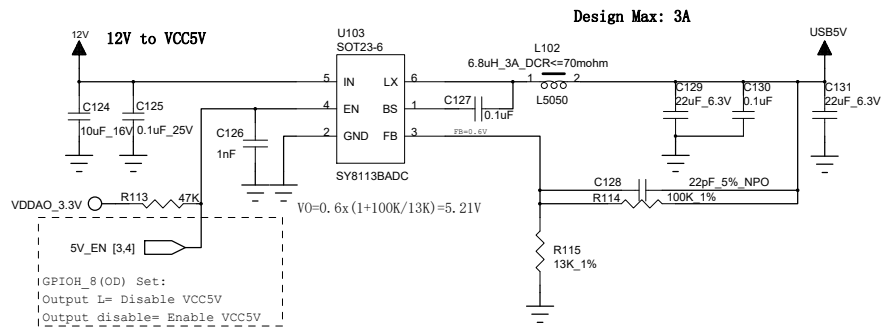 Design Max: 3A
12V
12V to VCC5V
U103
SOT23-6
L102
6.8uH_3A_DCR<=70mohm
USB5V
5 IN LX 6
1 2
L5050
4 EN BS 1
C127
0.1uF
2 GND FB 3
FB=0.6V
SY8113BADC
C124
10uF_16V
C125
0.1uF_25V
C126
1nF
C129
22uF_6.3V
C130
0.1uF
C131
22uF_6.3V
C128
22pF_5%_NPO
R114
100K_1%
VDDAO_3.3V
R113
47K
VO=0.6x(1+100K/13K)=5.21V
5V_EN [3,4]
R115
13K_1%
GPIOH_8(OD) Set:
Output L= Disable VCC5V
Output disable= Enable VCC5V